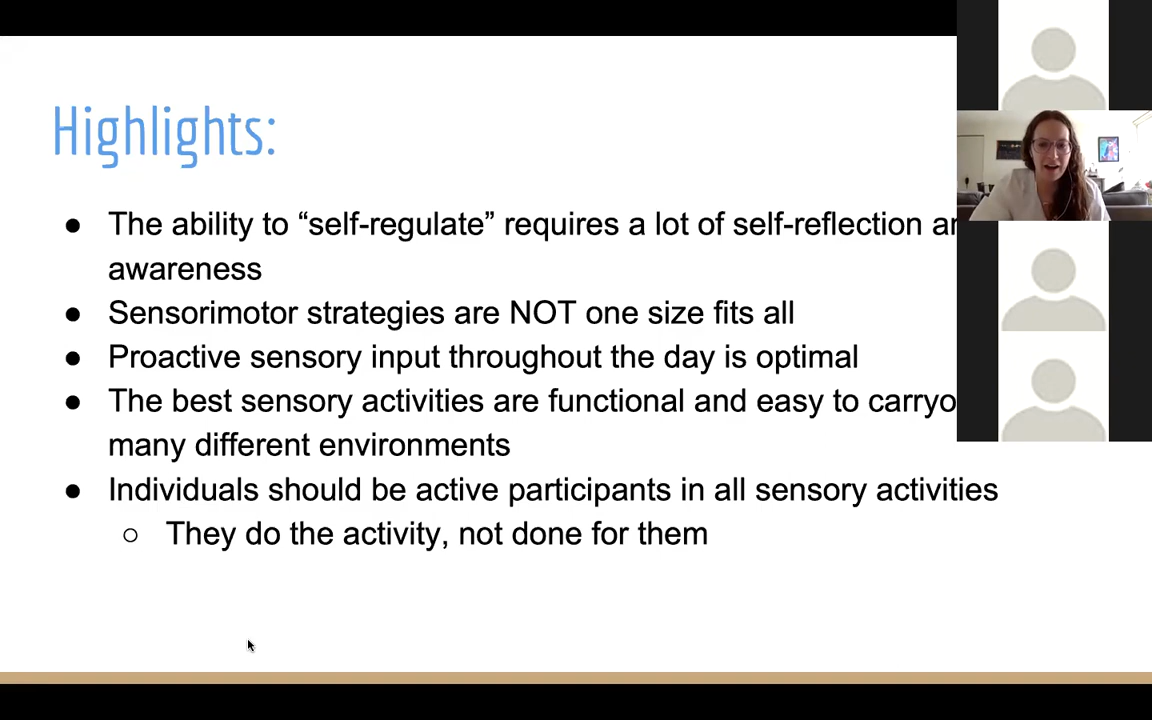 Highlights:
● The ability to “self-regulate” requires a lot of self-reflection
awareness
● Sensorimotor strategies are NOT one size fits all
● Proactive sensory input throughout the day is optimal
● The best sensory activities are functional and easy to
many different environments
● Individuals should be active participants in all sensory activities
○ They do the activity, not done for them